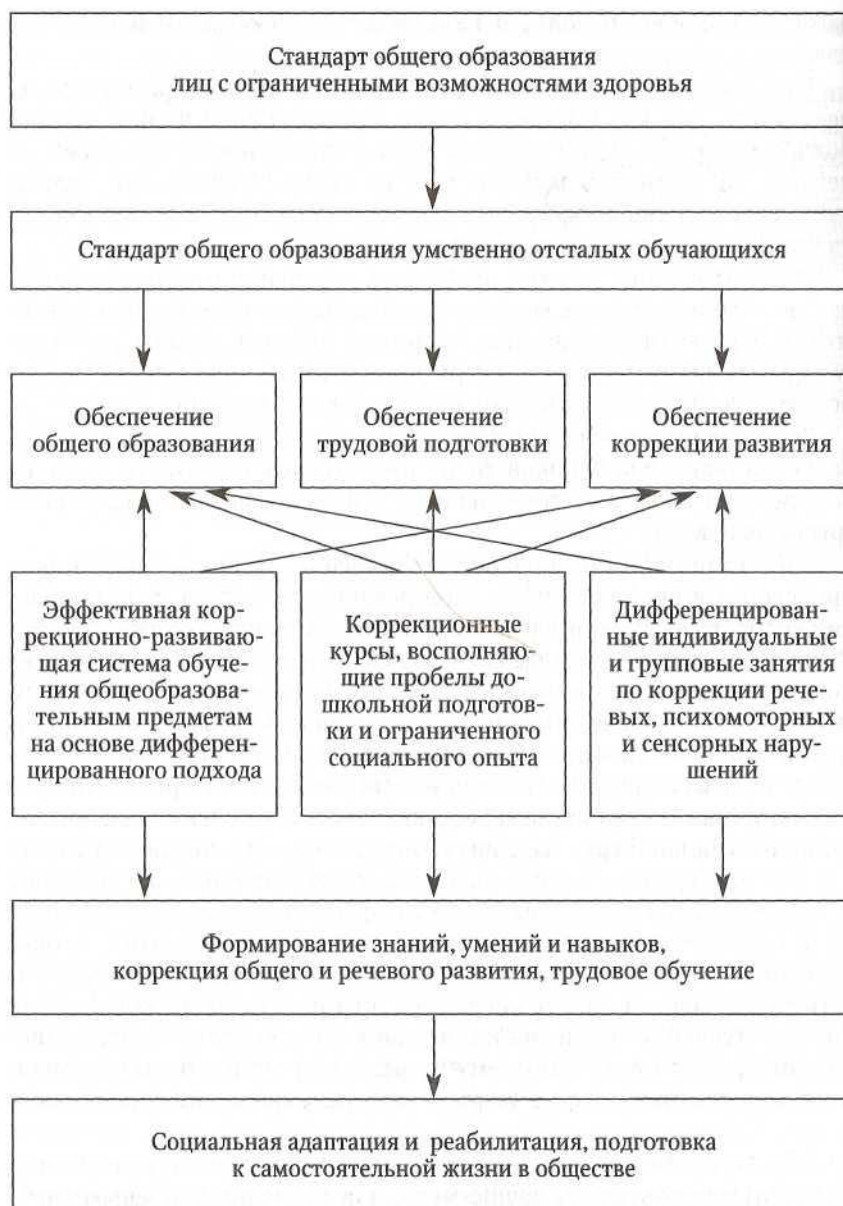 Стандарт общего образования
лиц с ограниченными возможностями здоровья
Стандарт общего образования умственно отсталых обучающихся
Обеспечение
общего образования
Обеспечение
трудовой подготовки
Обеспечение
коррекции развития
Эффективная кор-
рекционно-развиваю-
щая система обуче-
ния общеобразова-
тельным предметам
на основе дифферен-
цированного подхода
Коррекционные
курсы, восполняю-
щие пробелы до-
школьной подготов-
ки и ограниченного
социального опыта
Дифференцирован-
ные индивидуальные
и групповые занятия
по коррекции рече-
вых, психомоторных
и сенсорных нару-
шений
Формирование знаний, умений и навыков,
коррекция общего и речевого развития, трудовое обучение
Социальная адаптация и реабилитация, подготовка
к самостоятельной жизни в обществе